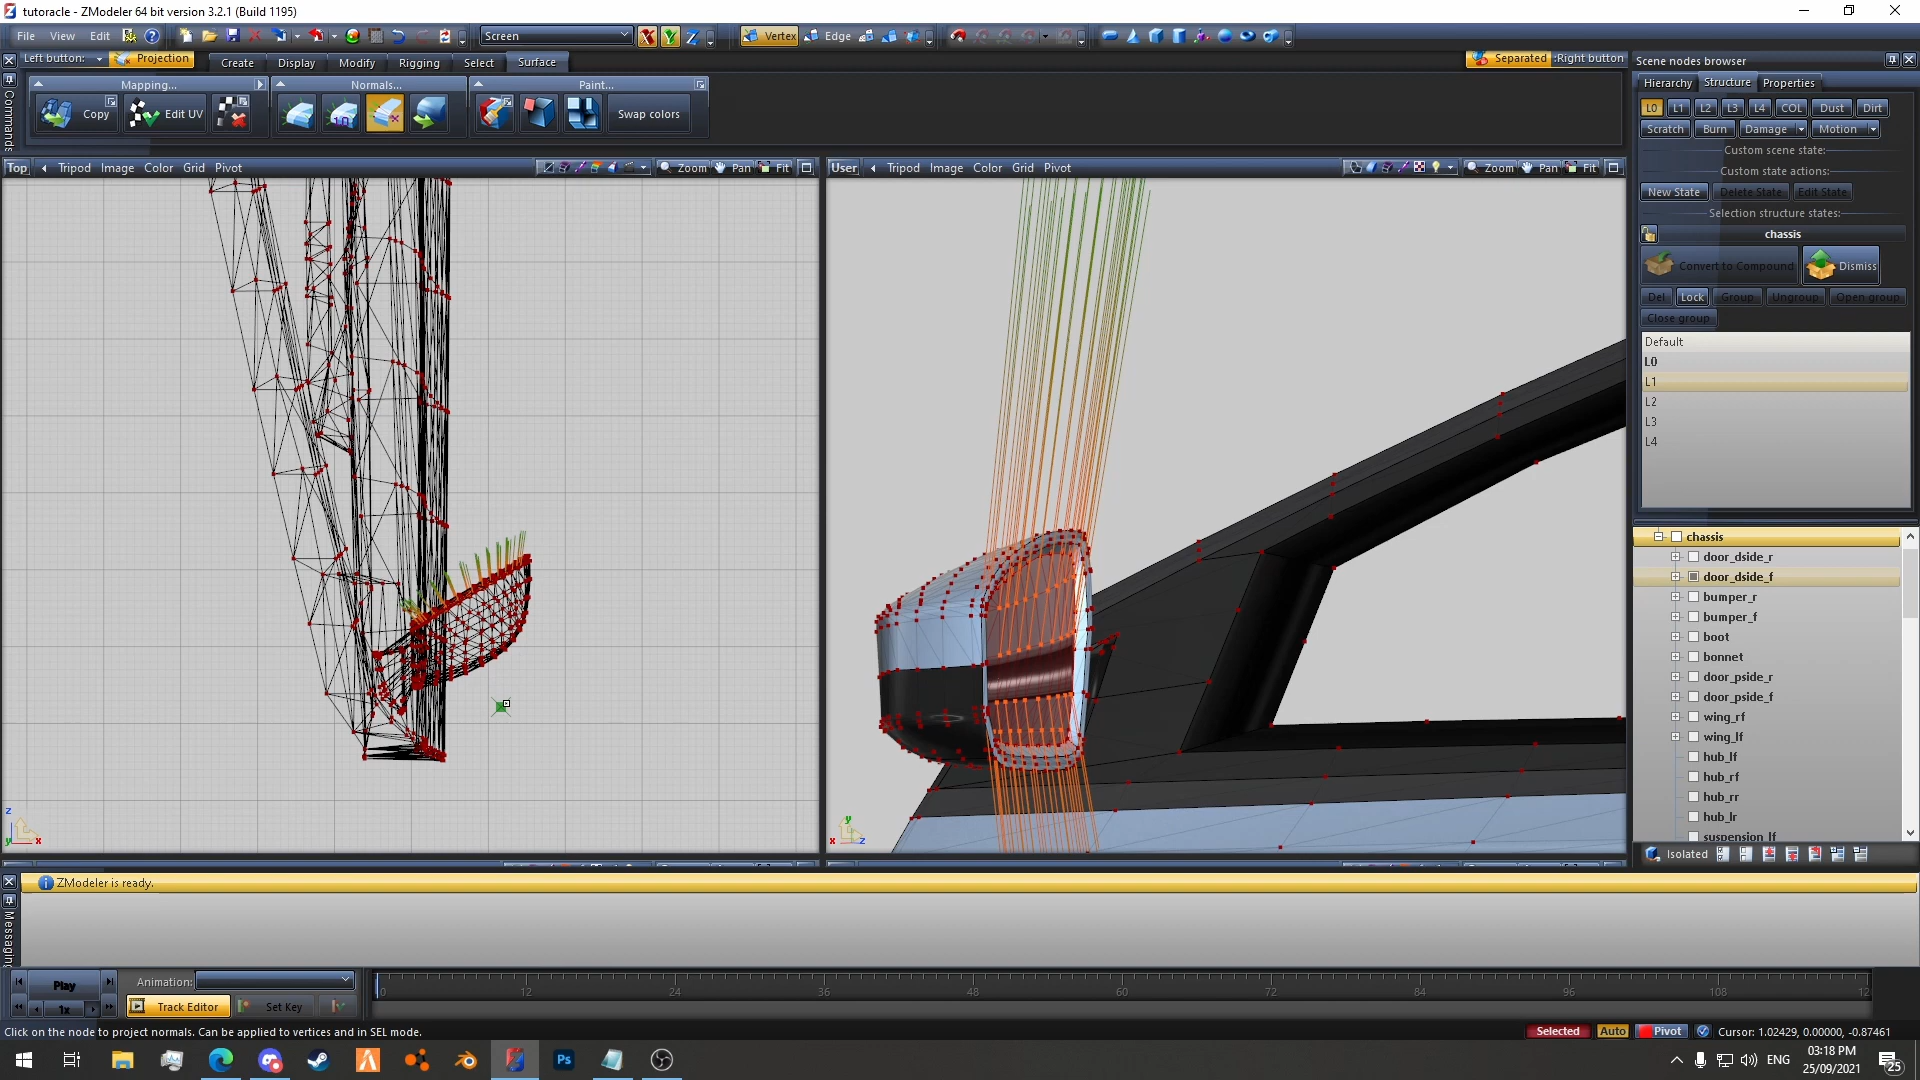 tutoracle - ZModeler 64 bit version 3.2.1 (Build 1195)
File View Edit Screen Vertex Edge
Left button: Projection Create Display Modify Rigging Select Surface Separated :Right button
Mapping... Normals... Paint...
Copy Edit UV Swap colors
Commands
Top Tripod Image Color Grid Pivot Zoom Pan Fit
User Tripod Image Color Grid Pivot Zoom Pan Fit
Scene nodes browser
Hierarchy Structure Properties
L0 L1 L2 L3 L4 COL Dust Dirt
Scratch Burn Damage Motion
Custom scene state:
Custom state actions:
New State Delete State Edit State
Selection structure states:
chassis
Convert to Compound Dismiss
Del Lock Group Ungroup Open group
Close group
Default
L0
L1
L2
L3
L4
chassis
door_dside_r
door_dside_f
bumper_r
bumper_f
boot
bonnet
door_pside_r
door_pside_f
wing_rf
wing_lf
hub_lf
hub_rf
hub_rr
hub_lr
suspension_lf
Isolated
z
y x
y
x z
ZModeler is ready.
Messaging
Play Animation:
1x Track Editor Set Key
0 12 24 36 48 60 72 84 96 108 12
Click on the node to project normals. Can be applied to vertices and in SEL mode.
Selected Auto Pivot Cursor: 1.02429, 0.00000, -0.87461
Ps ENG 03:18 PM
25/09/2021 25